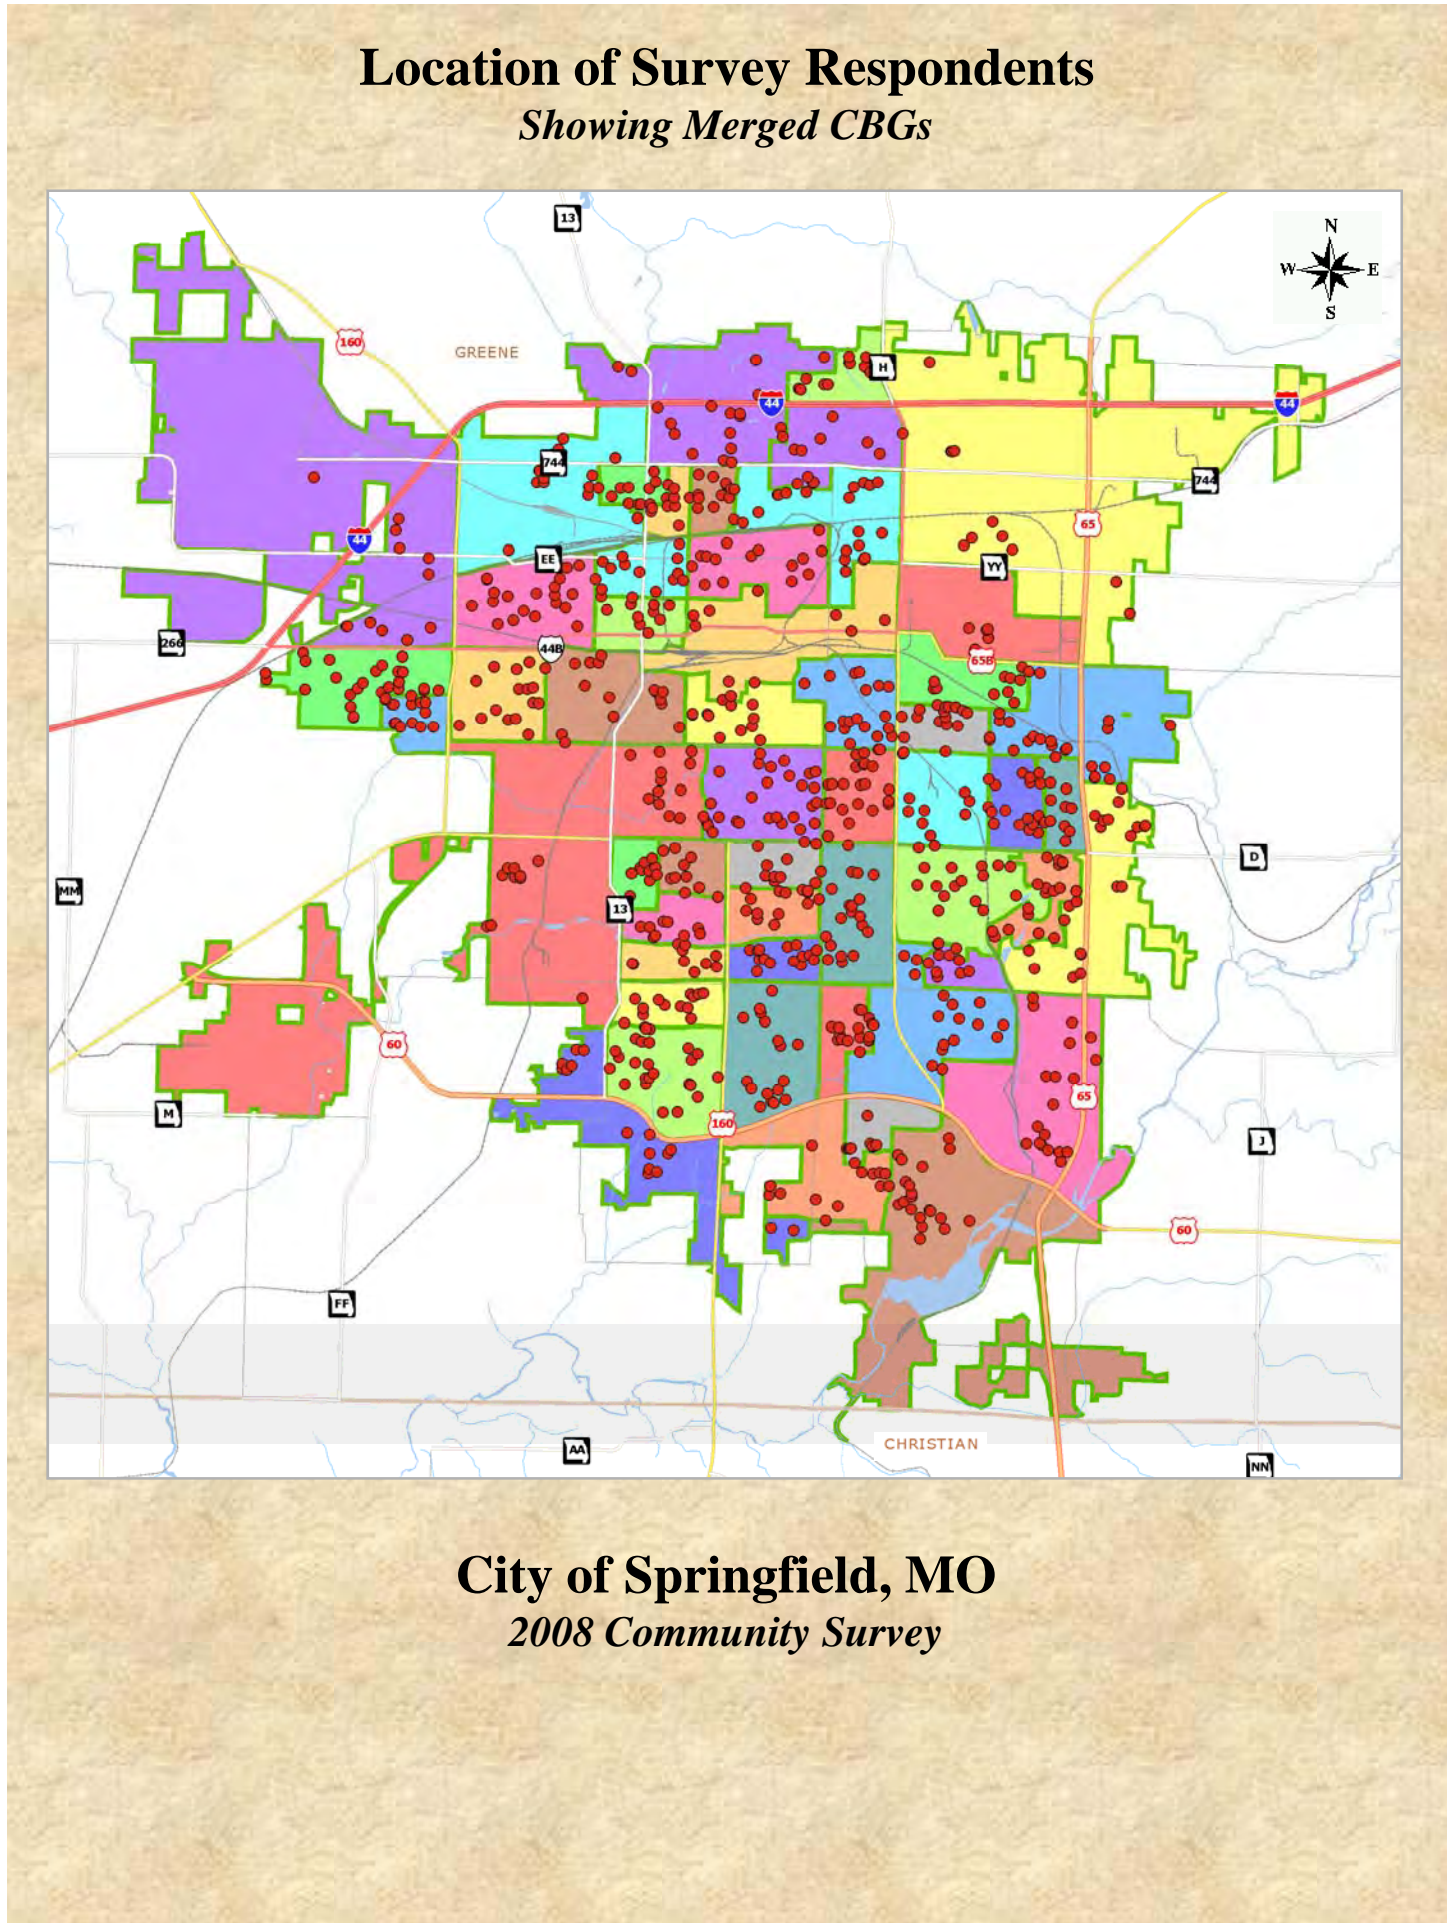 Location of Survey Respondents
Showing Merged CBGs
13
N
W E
S
160
GREENE
H
44
44
744
744
65
44
EE
YY
266
44B
65B
D
MM
13
60
M
65
160
J
60
FF
CHRISTIAN
AA
NN
City of Springfield, MO
2008 Community Survey